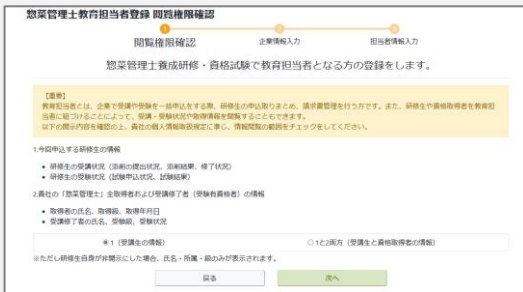 惣菜管理士教育担当者登録 閲覧権限確認
1 2 3
閲覧権限確認 企業情報入力 担当者情報入力
惣菜管理士養成研修・資格試験で教育担当者となる方の登録をします。
【重要】
教育担当者とは、企業で受講や受験を一括申込をする際、研修生の申込取りまとめ、請求書管理を行う方です。また、研修生や資格取得者を教育担
当者に紐づけることによって、受講・受験状況や取得情報を閲覧することもできます。
以下の開示内容を確認の上、貴社の個人情報取扱規定に準じ、情報閲覧の範囲をチェックをしてください。
1.今回申込する研修生の情報
• 研修生の受講状況（添削の提出状況、添削結果、修了状況）
• 研修生の受験状況（試験申込状況、試験結果）
2.貴社の「惣菜管理士」全取得者および受講修了者（受験有資格者）の情報
• 取得者の氏名、取得級、取得年月日
• 受講修了者の氏名、受験級、受験状況
1（受講生の情報） 1と2両方（受講生と資格取得者の情報）
※ただし研修生自身が非開示にした場合、氏名・所属・級のみが表示されます。
戻る 次へ